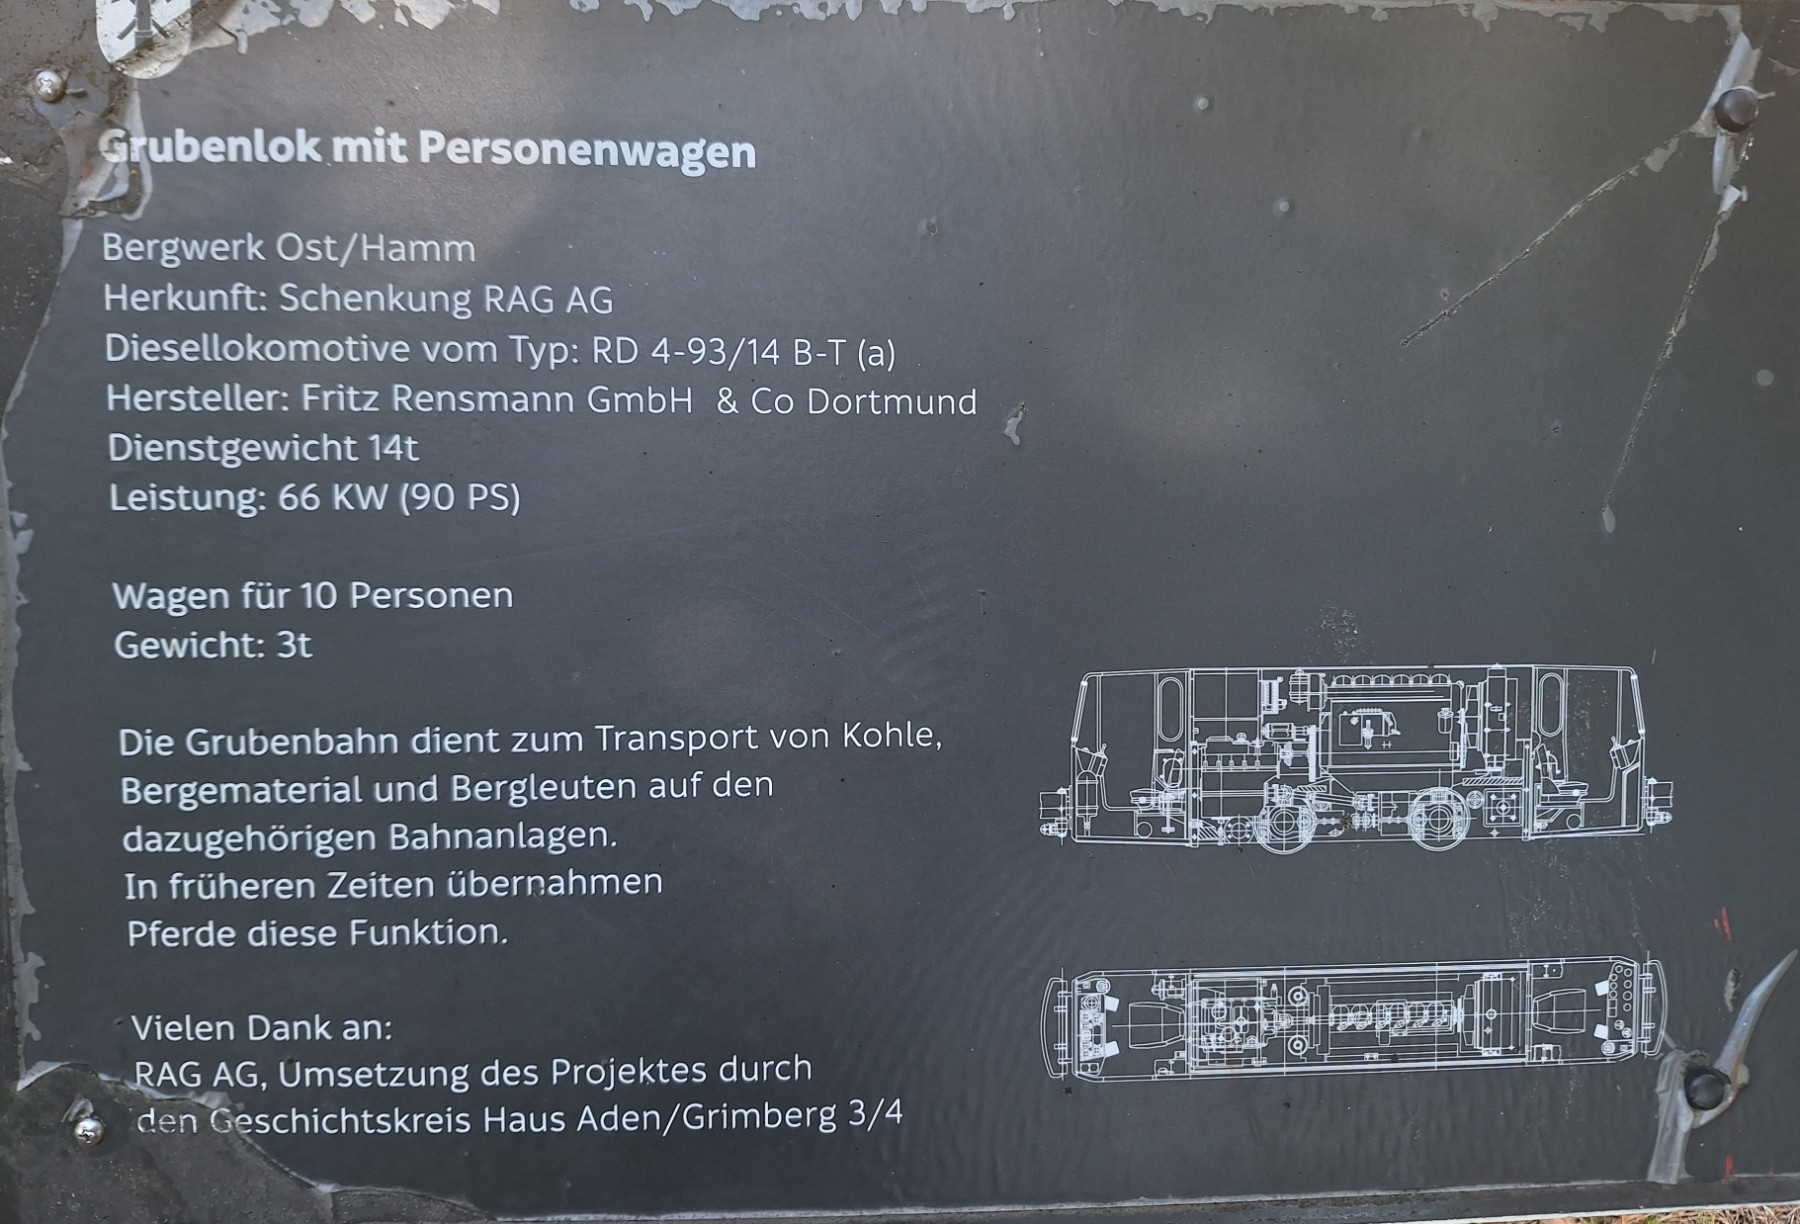 Grubenlok mit Personenwagen
Bergwerk Ost/Hamm
Herkunft: Schenkung RAG AG
Diesellokomotive vom Typ: RD 4-93/14 B-T (a)
Hersteller: Fritz Rensmann GmbH & Co Dortmund
Dienstgewicht 14t
Leistung: 66 KW (90 PS)
Wagen für 10 Personen
Gewicht: 3t
Die Grubenbahn dient zum Transport von Kohle,
Bergematerial und Bergleuten auf den
dazugehörigen Bahnanlagen.
In früheren Zeiten übernahmen
Pferde diese Funktion.
Vielen Dank an:
RAG AG, Umsetzung des Projektes durch
den Geschichtskreis Haus Aden/Grimberg 3/4